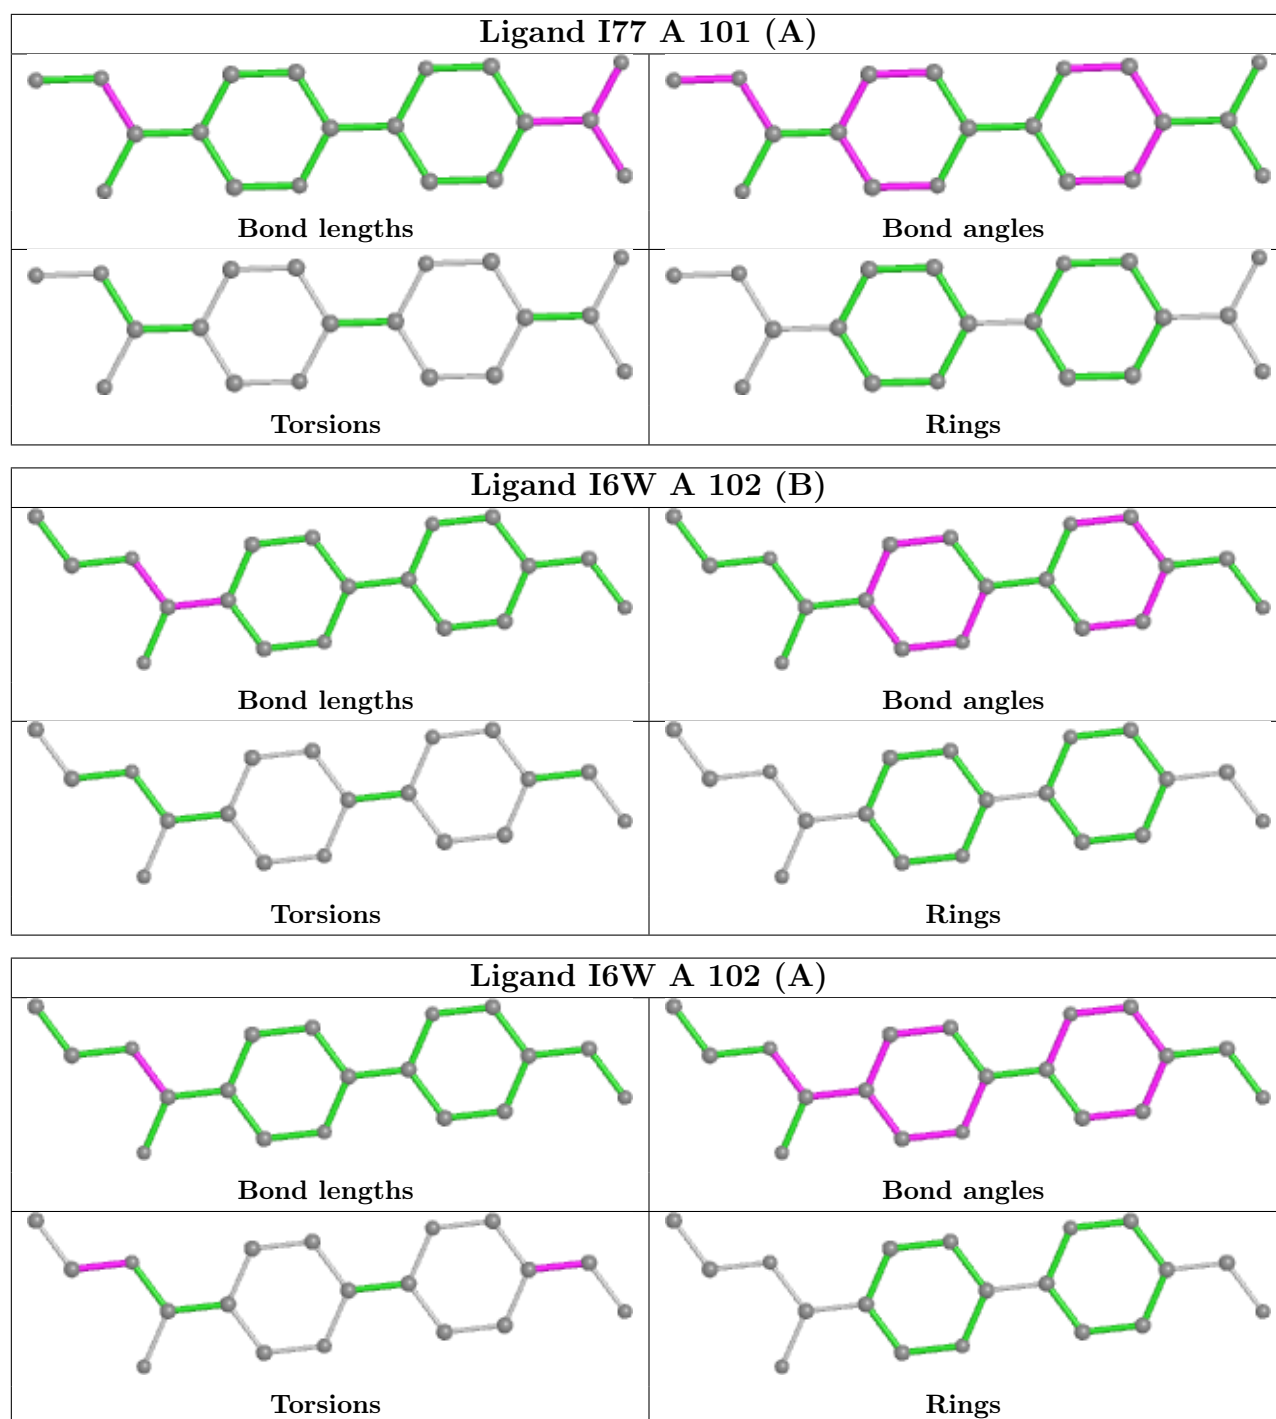 Ligand I77 A 101 (A)
Bond lengths
Bond angles
Torsions
Rings
Ligand I6W A 102 (B)
Bond lengths
Bond angles
Torsions
Rings
Ligand I6W A 102 (A)
Bond lengths
Bond angles
Torsions
Rings